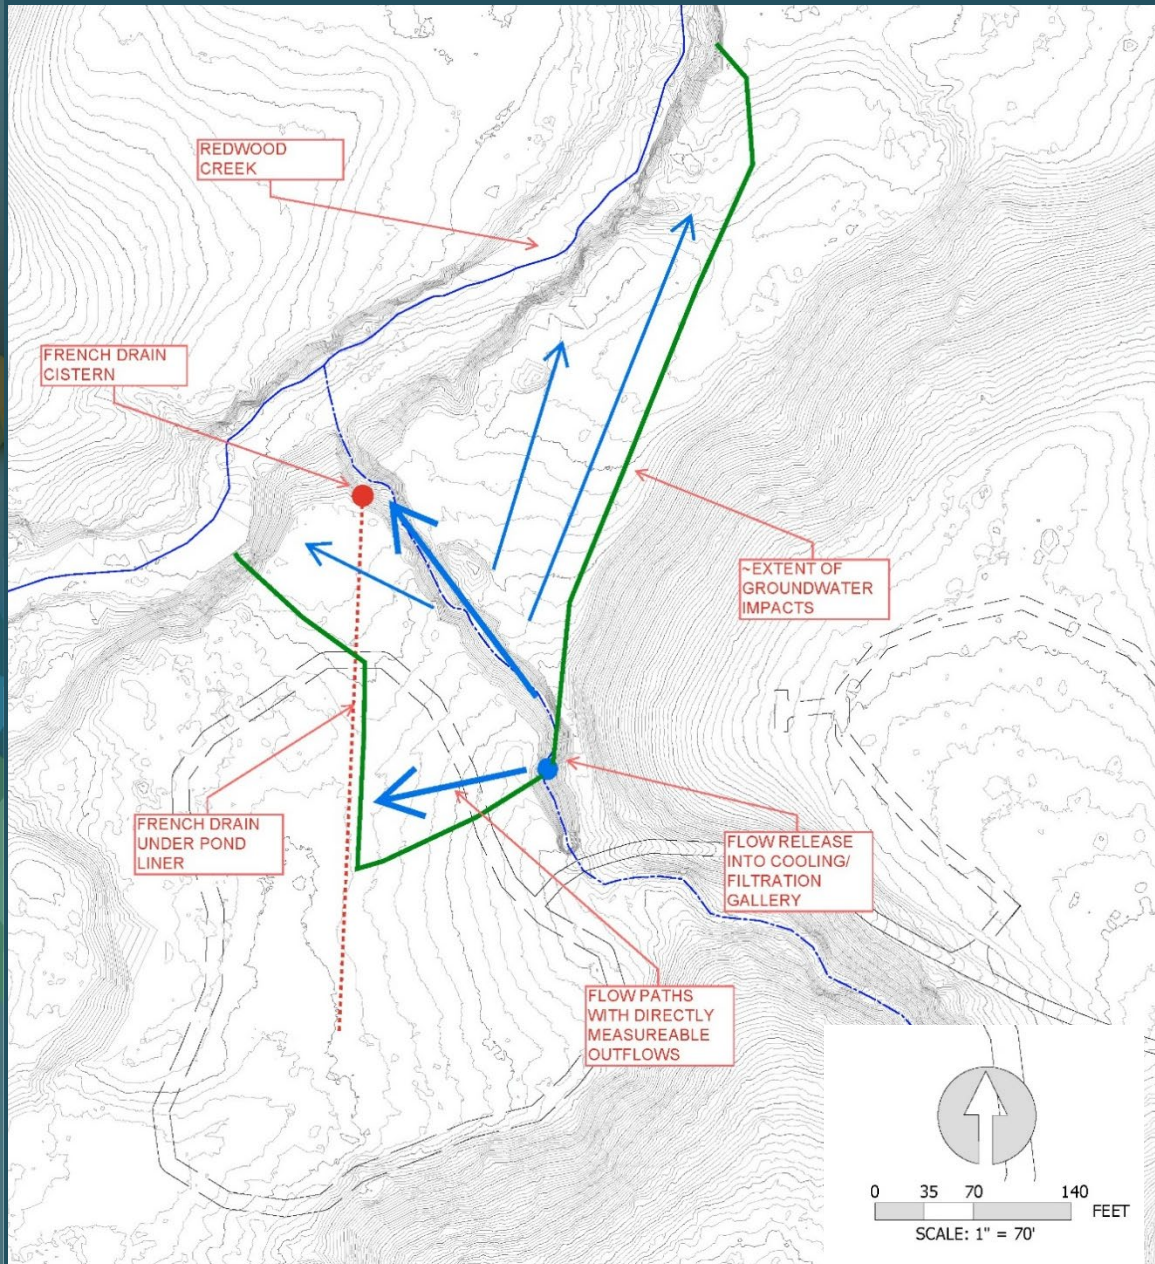 REDWOOD
CREEK
FRENCH DRAIN
CISTERN
~EXTENT OF
GROUNDWATER
IMPACTS
FRENCH DRAIN
UNDER POND
LINER
FLOW RELEASE
INTO COOLING/
FILTRATION
GALLERY
FLOW PATHS
WITH DIRECTLY
MEASUREABLE
OUTFLOWS
0 35 70 140
FEET
SCALE: 1" = 70'